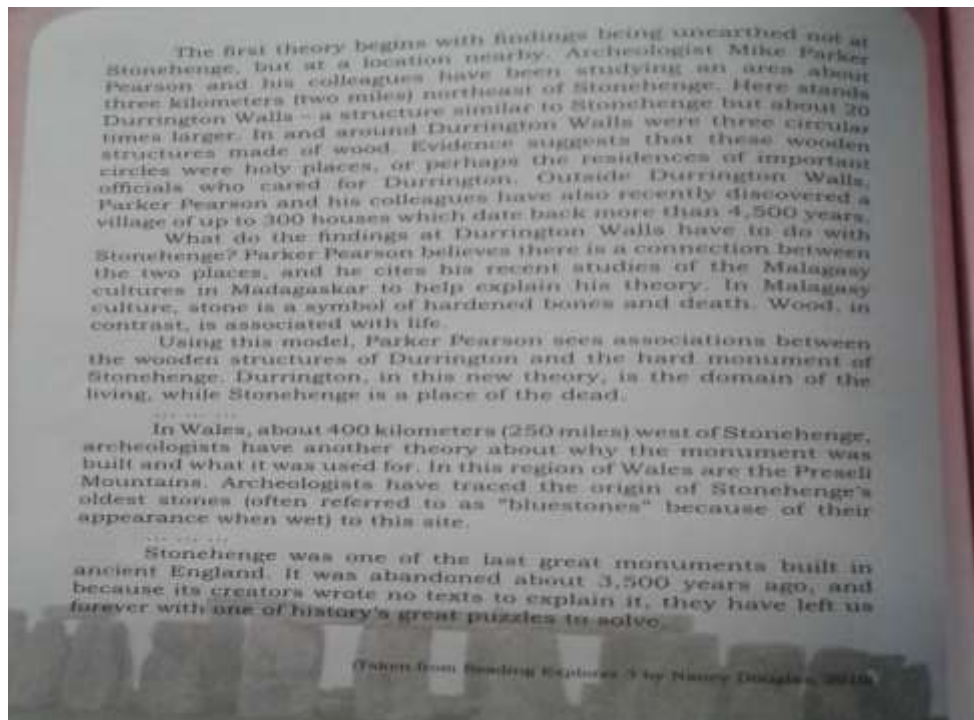 The first theory begins with findings being unearthed not at
Stonehenge, but at a location nearby. Archeologist Mike Parker
Pearson and his colleagues have been studying an area about
three kilometers (two miles) northeast of Stonehenge. Here stands
Durrington Walls – a structure similar to Stonehenge but about 20
times larger. In and around Durrington Walls were three circular
structures made of wood. Evidence suggests that these wooden
circles were holy places, or perhaps the residences of important
officials who cared for Durrington. Outside Durrington Walls,
Parker Pearson and his colleagues have also recently discovered a
village of up to 300 houses which date back more than 4,500 years.
What do the findings at Durrington Walls have to do with
Stonehenge? Parker Pearson believes there is a connection between
the two places, and he cites his recent studies of the Malagasy
cultures in Madagaskar to help explain his theory. In Malagasy
culture, stone is a symbol of hardened bones and death. Wood, in
contrast, is associated with life.
Using this model, Parker Pearson sees associations between
the wooden structures of Durrington and the hard monument of
Stonehenge. Durrington, in this new theory, is the domain of the
living, while Stonehenge is a place of the dead.
... ... ...
In Wales, about 400 kilometers (250 miles) west of Stonehenge,
archeologists have another theory about why the monument was
built and what it was used for. In this region of Wales are the Preseli
Mountains. Archeologists have traced the origin of Stonehenge's
oldest stones (often referred to as "bluestones" because of their
appearance when wet) to this site.
... ... ...
Stonehenge was one of the last great monuments built in
ancient England. It was abandoned about 3,500 years ago, and
because its creators wrote no texts to explain it, they have left us
forever with one of history's great puzzles to solve.
(Taken from Reading Explorer 3 by Nancy Douglas, 2010)